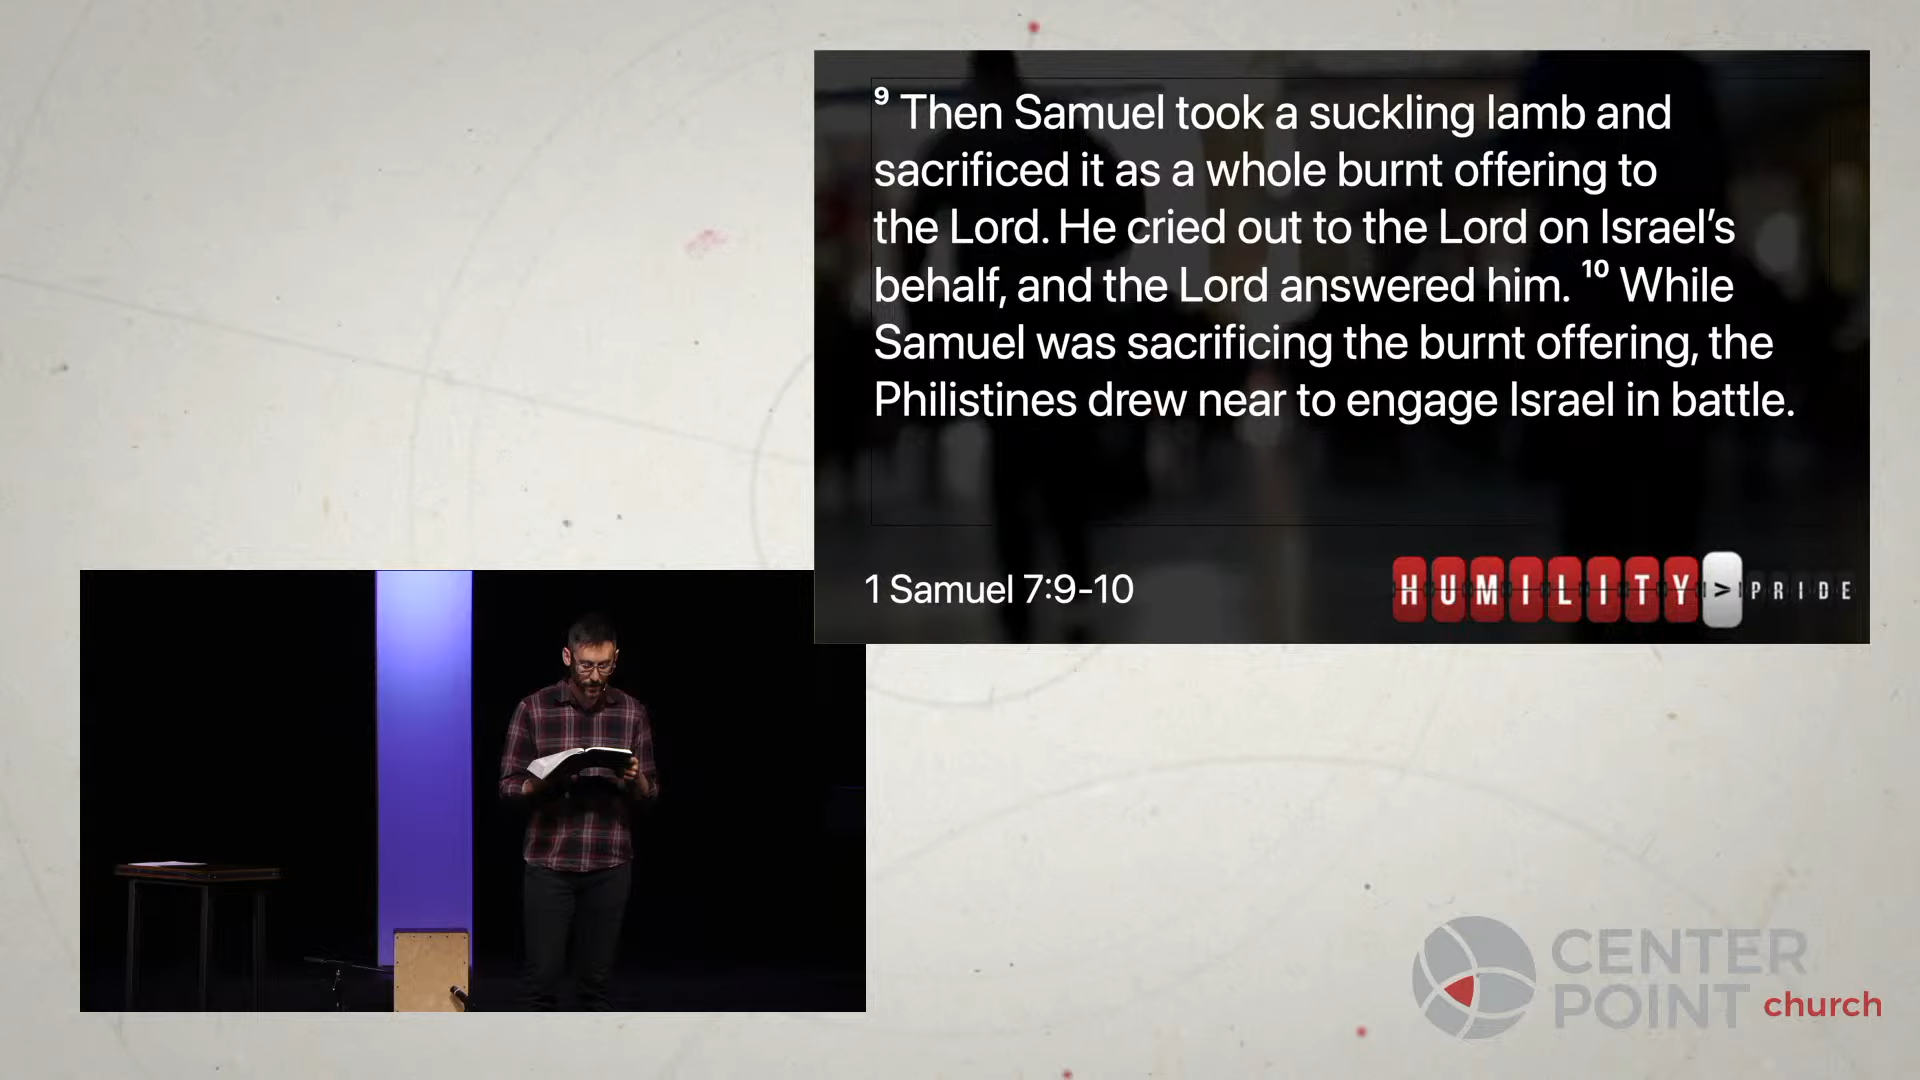 ⁹ Then Samuel took a suckling lamb and
sacrificed it as a whole burnt offering to
the Lord. He cried out to the Lord on Israel’s
behalf, and the Lord answered him. ¹⁰ While
Samuel was sacrificing the burnt offering, the
Philistines drew near to engage Israel in battle.
1 Samuel 7:9-10
HUMILITY > PRIDE
CENTER
POINT church